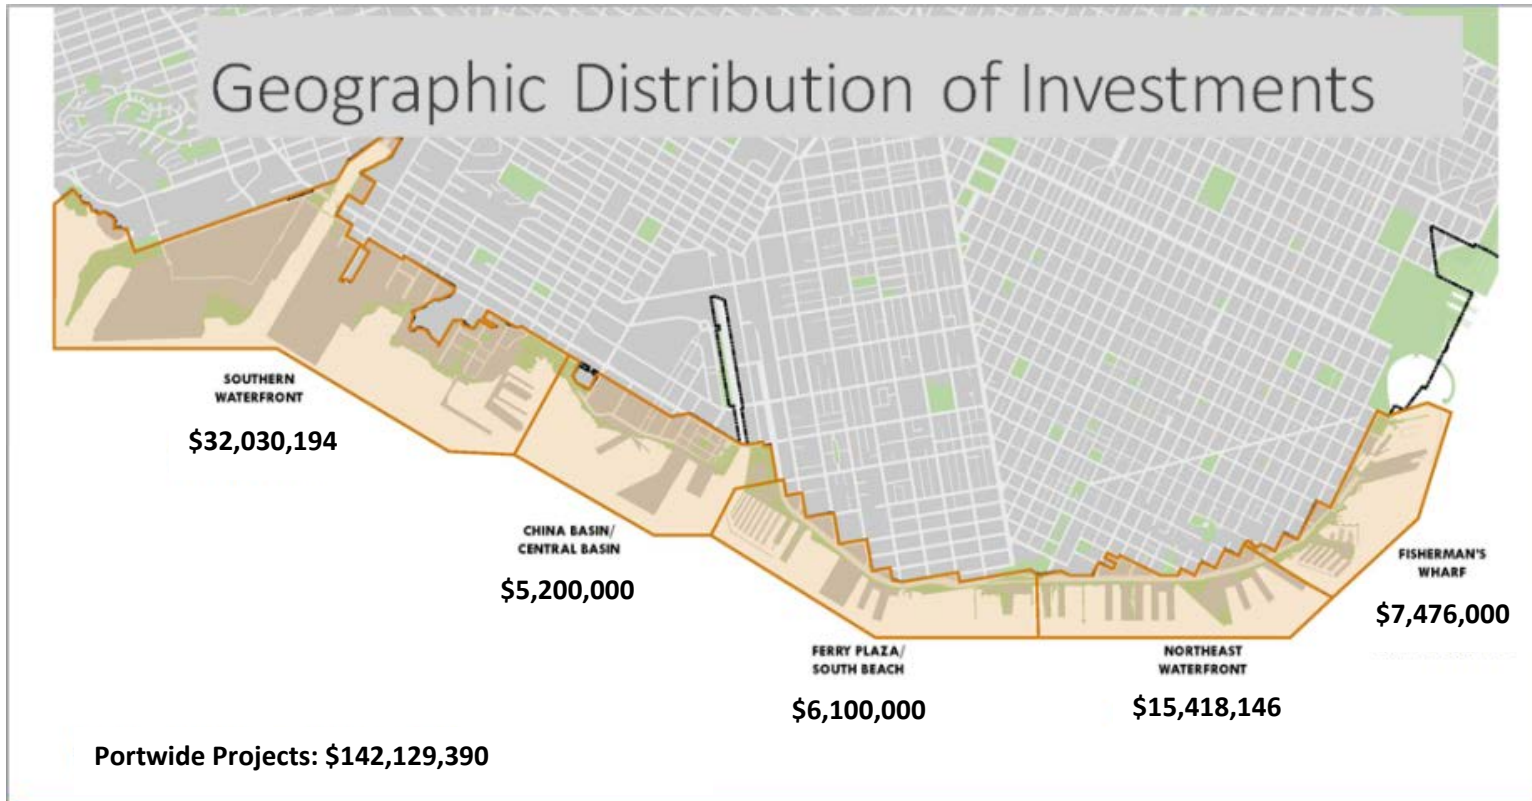 Geographic Distribution of Investments
SOUTHERN
WATERFRONT
$32,030,194
CHINA BASIN/
CENTRAL BASIN
$5,200,000
FERRY PLAZA/
SOUTH BEACH
$6,100,000
NORTHEAST
WATERFRONT
$15,418,146
FISHERMAN'S
WHARF
$7,476,000
Portwide Projects: $142,129,390